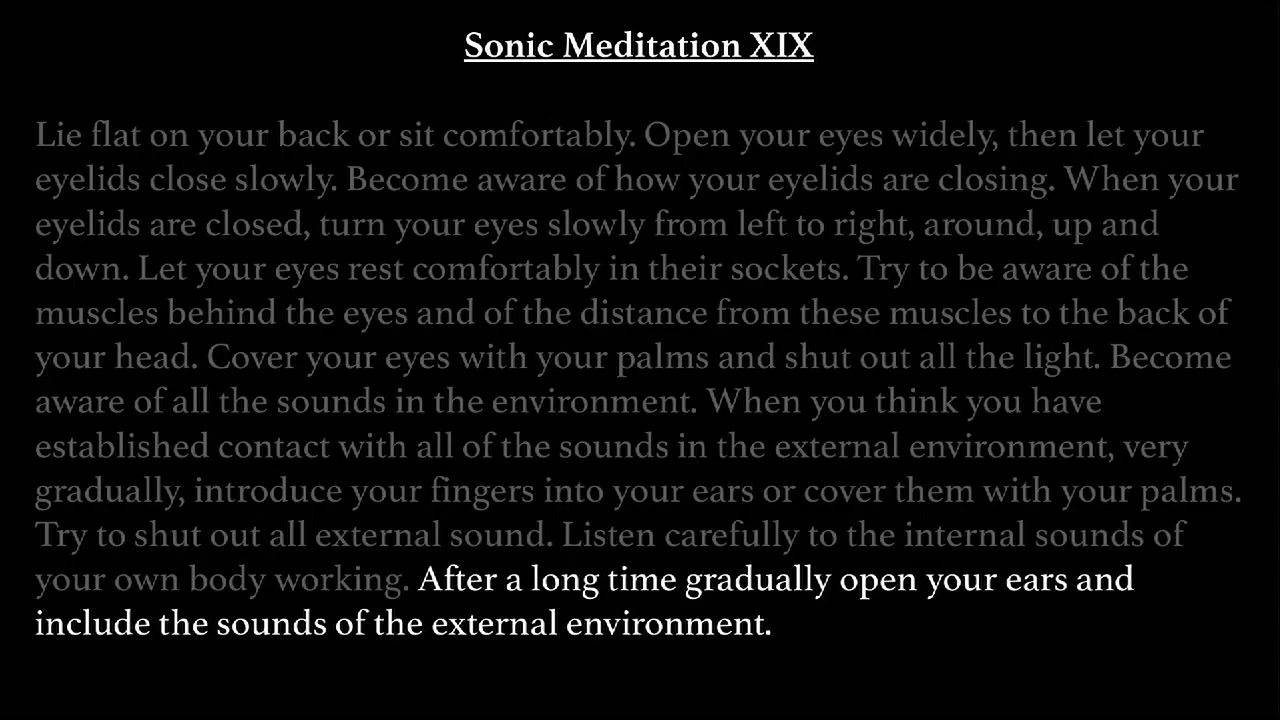 Sonic Meditation XIX
Lie flat on your back or sit comfortably. Open your eyes widely, then let your
eyelids close slowly. Become aware of how your eyelids are closing. When your
eyelids are closed, turn your eyes slowly from left to right, around, up and
down. Let your eyes rest comfortably in their sockets. Try to be aware of the
muscles behind the eyes and of the distance from these muscles to the back of
your head. Cover your eyes with your palms and shut out all the light. Become
aware of all the sounds in the environment. When you think you have
established contact with all of the sounds in the external environment, very
gradually, introduce your fingers into your ears or cover them with your palms.
Try to shut out all external sound. Listen carefully to the internal sounds of
your own body working. After a long time gradually open your ears and
include the sounds of the external environment.